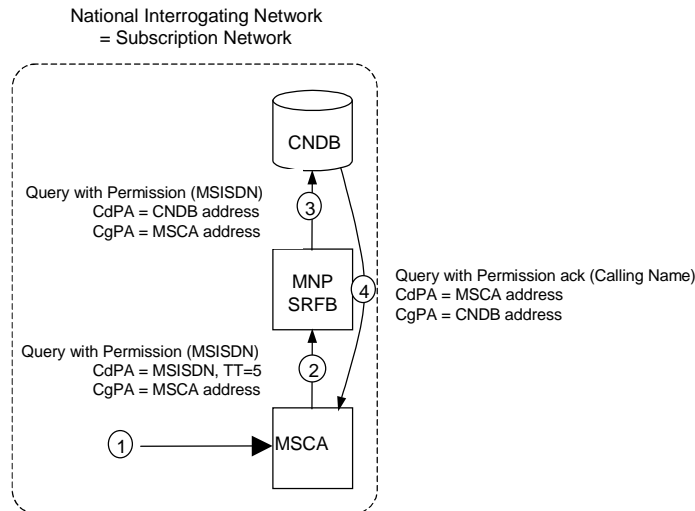 National Interrogating Network
= Subscription Network
CNDB
Query with Permission (MSISDN)
CdPA = CNDB address
CgPA = MSCA address
3
MNP
SRFB
4
Query with Permission ack (Calling Name)
CdPA = MSCA address
CgPA = CNDB address
Query with Permission (MSISDN)
CdPA = MSISDN, TT=5
CgPA = MSCA address
2
1
MSCA